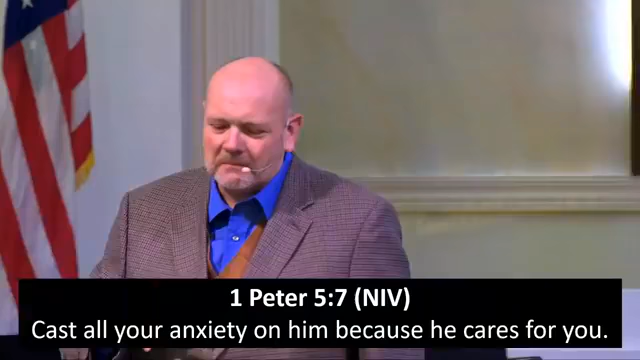 1 Peter 5:7 (NIV)
Cast all your anxiety on him because he cares for you.